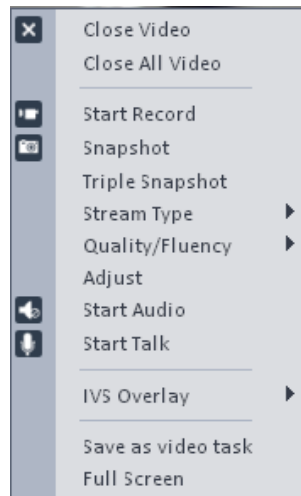 Close Video
Close All Video
Start Record
Snapshot
Triple Snapshot
Stream Type
Quality/Fluency
Adjust
Start Audio
Start Talk
IVS Overlay
Save as video task
Full Screen